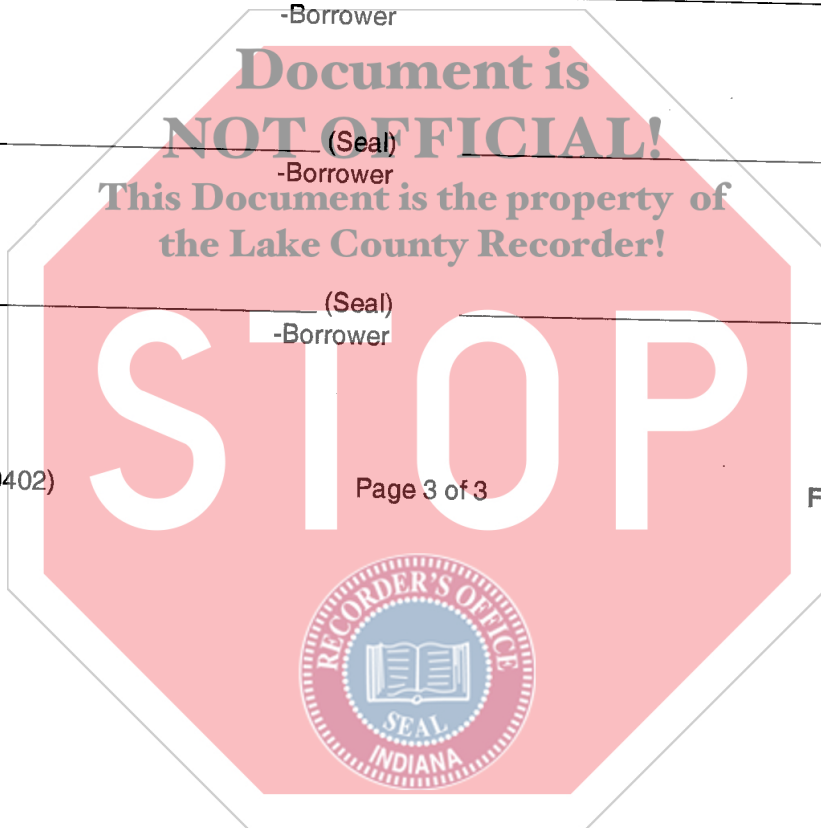 -Borrower
Document is
NOT OFFICIAL!
(Seal)
-Borrower
This Document is the property of
the Lake County Recorder!
(Seal)
-Borrower
STOP
0402)
Page 3 of 3
F
RECORDER'S OFFICE
SEAL
INDIANA